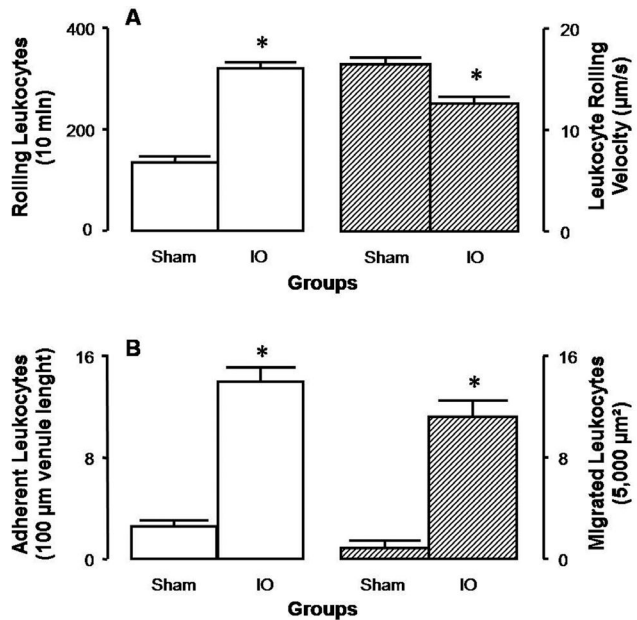 A
Rolling Leukocytes
(10 min)
400
200
0
*
*
20
10
0
Leukocyte Rolling
Velocity (µm/s)
Sham
IO
Sham
IO
Groups
B
Adherent Leukocytes
(100 µm venule lenght)
16
8
0
*
*
16
8
0
Migrated Leukocytes
(5,000 µm²)
Sham
IO
Sham
IO
Groups